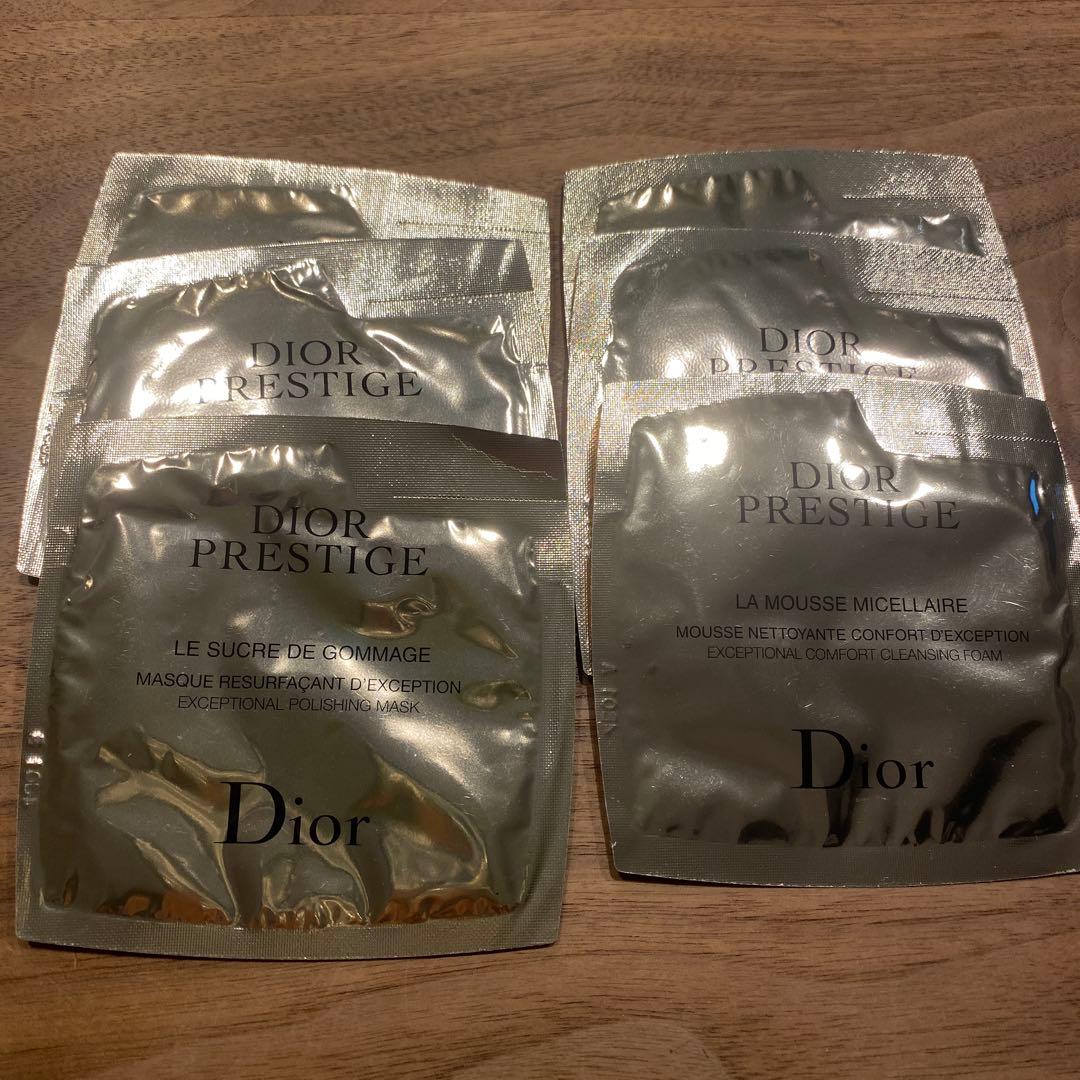 DIOR
PRESTIGE
DIOR
PRESTIGE
LE SUCRE DE GOMMAGE
MASQUE RESURFAÇANT D'EXCEPTION
EXCEPTIONAL POLISHING MASK
Dior
DIOR
PRESTIGE
DIOR
PRESTIGE
LA MOUSSE MICELLAIRE
MOUSSE NETTOYANTE CONFORT D'EXCEPTION
EXCEPTIONAL COMFORT CLEANSING FOAM
Dior